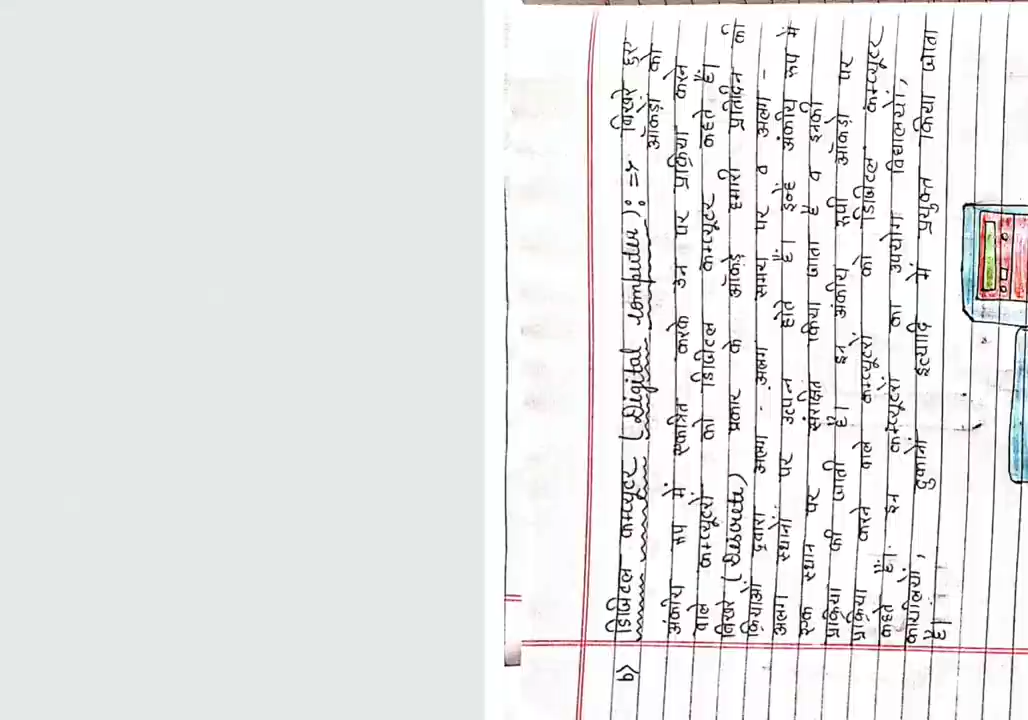 b) डिजिटल कम्प्यूटर (Digital computer) : ⇒ बिखरे हुए
आंकड़ों को
अंकीय रूप में एकत्रित करके उन पर प्रक्रिया करने
वाले कम्प्यूटरों को डिजिटल कम्प्यूटर कहते हैं।
बिखरे (Discrete) प्रकार के आँकड़े हमारी प्रतिदिन की
क्रियाओं द्वारा अलग - अलग समय पर व अलग -
अलग स्थानों पर उत्पन्न होते हैं। इन्हें अंकीय रूप में
एक स्थान पर संग्रहित किया जाता है व इनकी
प्रक्रिया की जाती है। इन अंकीय रूपी आँकड़ो पर
प्रक्रिया करने वाले कम्प्यूटरों को डिजिटल कम्प्यूटर
कहते हैं। इन कम्प्यूटरों का उपयोग विद्यालयों,
कार्यालयों, दुकानों इत्यादि में प्रयुक्त किया जाता
है।